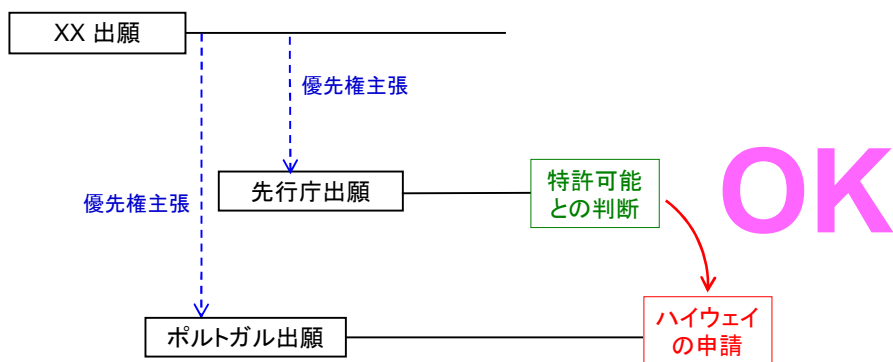 XX 出願
優先権主張
先行庁出願
特許可能
との判断
OK
優先権主張
ポルトガル出願
ハイウェイ
の申請